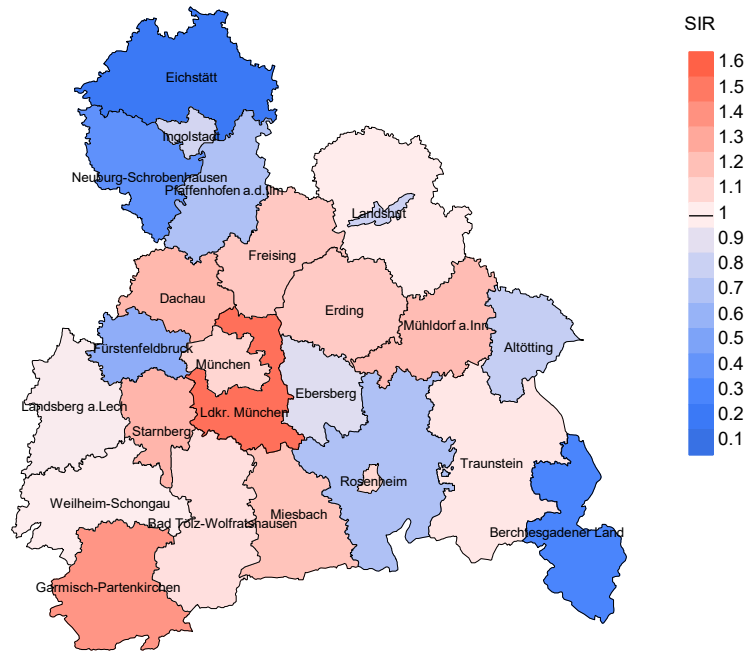 SIR
1.6
1.5
1.4
1.3
1.2
1.1
1
0.9
0.8
0.7
0.6
0.5
0.4
0.3
0.2
0.1
Eichstätt
Ingolstadt
Neuburg-Schrobenhausen
Pfaffenhofen a.d.Ilm
Landshut
Freising
Dachau
Erding
Mühldorf a.Inn
Altötting
Fürstenfeldbruck
München
Ebersberg
Landsberg a.Lech
Ldkr. München
Starnberg
Traunstein
Rosenheim
Weilheim-Schongau
Miesbach
Bad Tölz-Wolfratshausen
Berchtesgadener Land
Garmisch-Partenkirchen